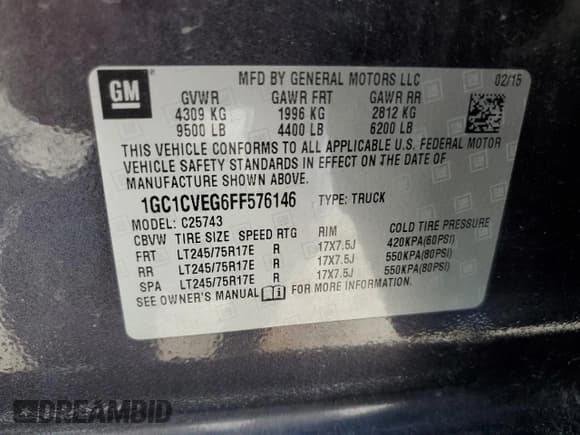 GM
MFD BY GENERAL MOTORS LLC 02/15
GVWR GAWR FRT GAWR RR
4309 KG 1996 KG 2812 KG
9500 LB 4400 LB 6200 LB
THIS VEHICLE CONFORMS TO ALL APPLICABLE U.S. FEDERAL MOTOR
VEHICLE SAFETY STANDARDS IN EFFECT ON THE DATE OF
MANUFACTURE SHOWN ABOVE.
1GC1CVEG6FF576146 TYPE: TRUCK
MODEL: C25743
CBVW TIRE SIZE SPEED RTG RIM COLD TIRE PRESSURE
FRT LT245/75R17E R 17X7.5J 420KPA(60PSI)
RR LT245/75R17E R 17X7.5J 550KPA(80PSI)
SPA LT245/75R17E R 17X7.5J 550KPA(80PSI)
SEE OWNER'S MANUAL FOR MORE INFORMATION.
DREAMBID